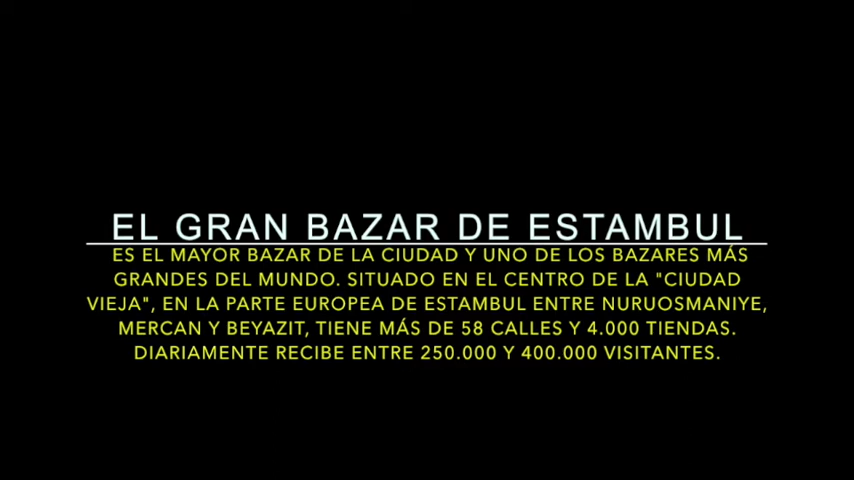 EL GRAN BAZAR DE ESTAMBUL
ES EL MAYOR BAZAR DE LA CIUDAD Y UNO DE LOS BAZARES MÁS
GRANDES DEL MUNDO. SITUADO EN EL CENTRO DE LA "CIUDAD
VIEJA", EN LA PARTE EUROPEA DE ESTAMBUL ENTRE NURUOSMANIYE,
MERCAN Y BEYAZIT, TIENE MÁS DE 58 CALLES Y 4.000 TIENDAS.
DIARIAMENTE RECIBE ENTRE 250.000 Y 400.000 VISITANTES.